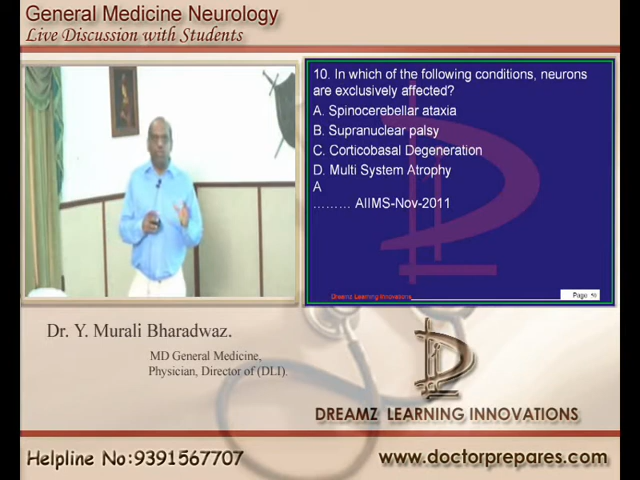 General Medicine Neurology
Live Discussion with Students
10. In which of the following conditions, neurons
are exclusively affected?
A. Spinocerebellar ataxia
B. Supranuclear palsy
C. Corticobasal Degeneration
D. Multi System Atrophy
A
……… AIIMS-Nov-2011
Dreamz Learning Innovations
Page
Dr. Y. Murali Bharadwaz.
MD General Medicine,
Physician, Director of (DLI).
DREAMZ LEARNING INNOVATIONS
Helpline No:9391567707
www.doctorprepares.com